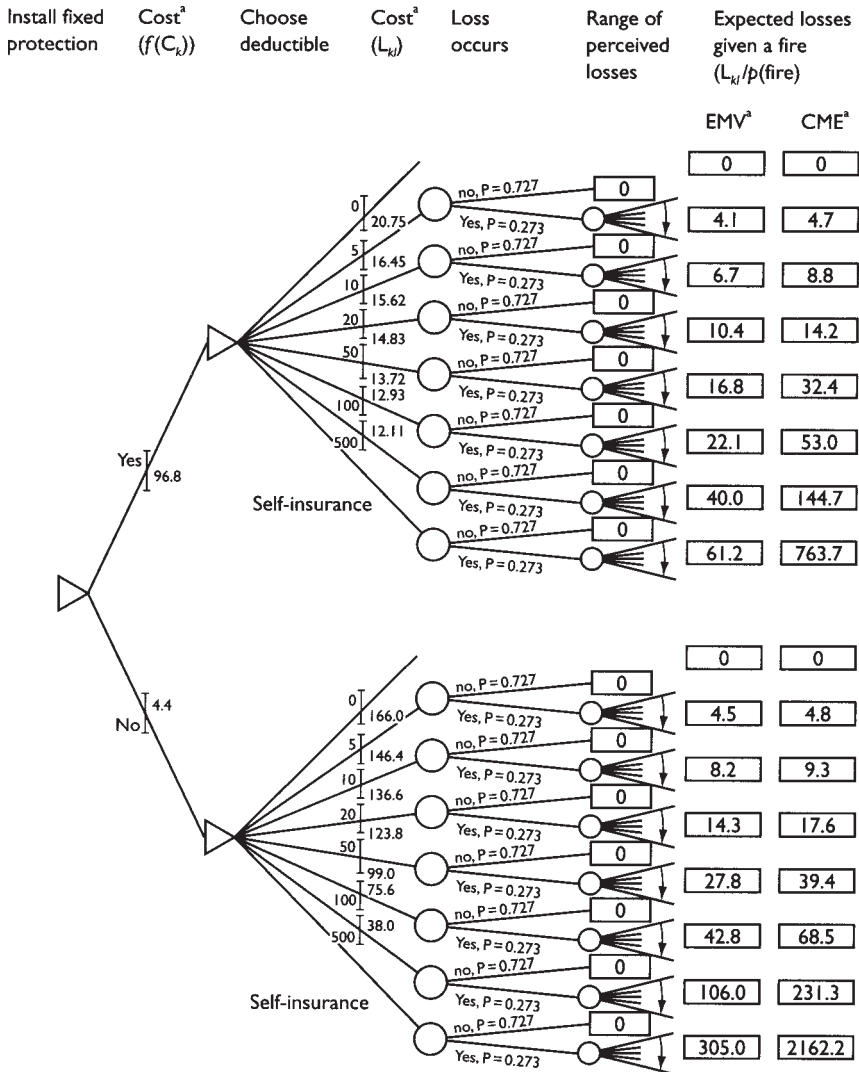 Install fixed protection
Cost^a (f(C_k))
Choose deductible
Cost^a (L_kl)
Loss occurs
Range of perceived losses
Expected losses given a fire (L_kl/p(fire)
EMV^a CME^a
0 0
no, P = 0.727 0
0 20.75
Yes, P = 0.273 4.1 4.7
no, P = 0.727 0
5 16.45
Yes, P = 0.273 6.7 8.8
10 15.62
no, P = 0.727 0
20 14.83
Yes, P = 0.273 10.4 14.2
no, P = 0.727 0
50 13.72
Yes, P = 0.273 16.8 32.4
100 12.93
no, P = 0.727 0
500 12.11
Yes, P = 0.273 22.1 53.0
Yes 96.8
no, P = 0.727 0
Self-insurance
Yes, P = 0.273 40.0 144.7
no, P = 0.727 0
Yes, P = 0.273 61.2 763.7
0 0
no, P = 0.727 0
0 166.0
Yes, P = 0.273 4.5 4.8
No 4.4
no, P = 0.727 0
5 146.4
Yes, P = 0.273 8.2 9.3
10 136.6
no, P = 0.727 0
20 123.8
Yes, P = 0.273 14.3 17.6
no, P = 0.727 0
50 99.0
Yes, P = 0.273 27.8 39.4
100 75.6
no, P = 0.727 0
500 38.0
Yes, P = 0.273 42.8 68.5
no, P = 0.727 0
Self-insurance
Yes, P = 0.273 106.0 231.3
no, P = 0.727 0
Yes, P = 0.273 305.0 2162.2